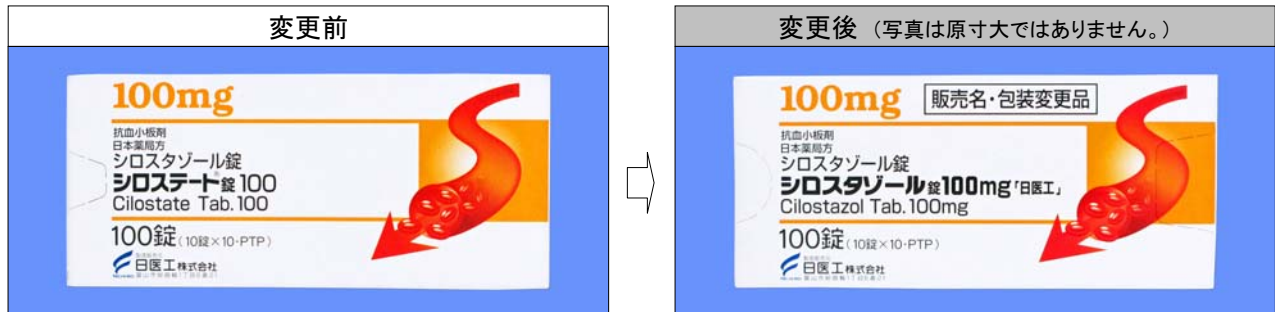 変更前
100mg
抗血小板剤
日本薬局方
シロスタゾール錠
シロステート®錠100
Cilostate Tab.100
100錠(10錠×10・PTP)
日医工株式会社
変更後 (写真は原寸大ではありません。)
100mg 販売名・包装変更品
抗血小板剤
日本薬局方
シロスタゾール錠
シロスタゾール錠100mg「日医工」
Cilostazol Tab.100mg
100錠(10錠×10・PTP)
日医工株式会社